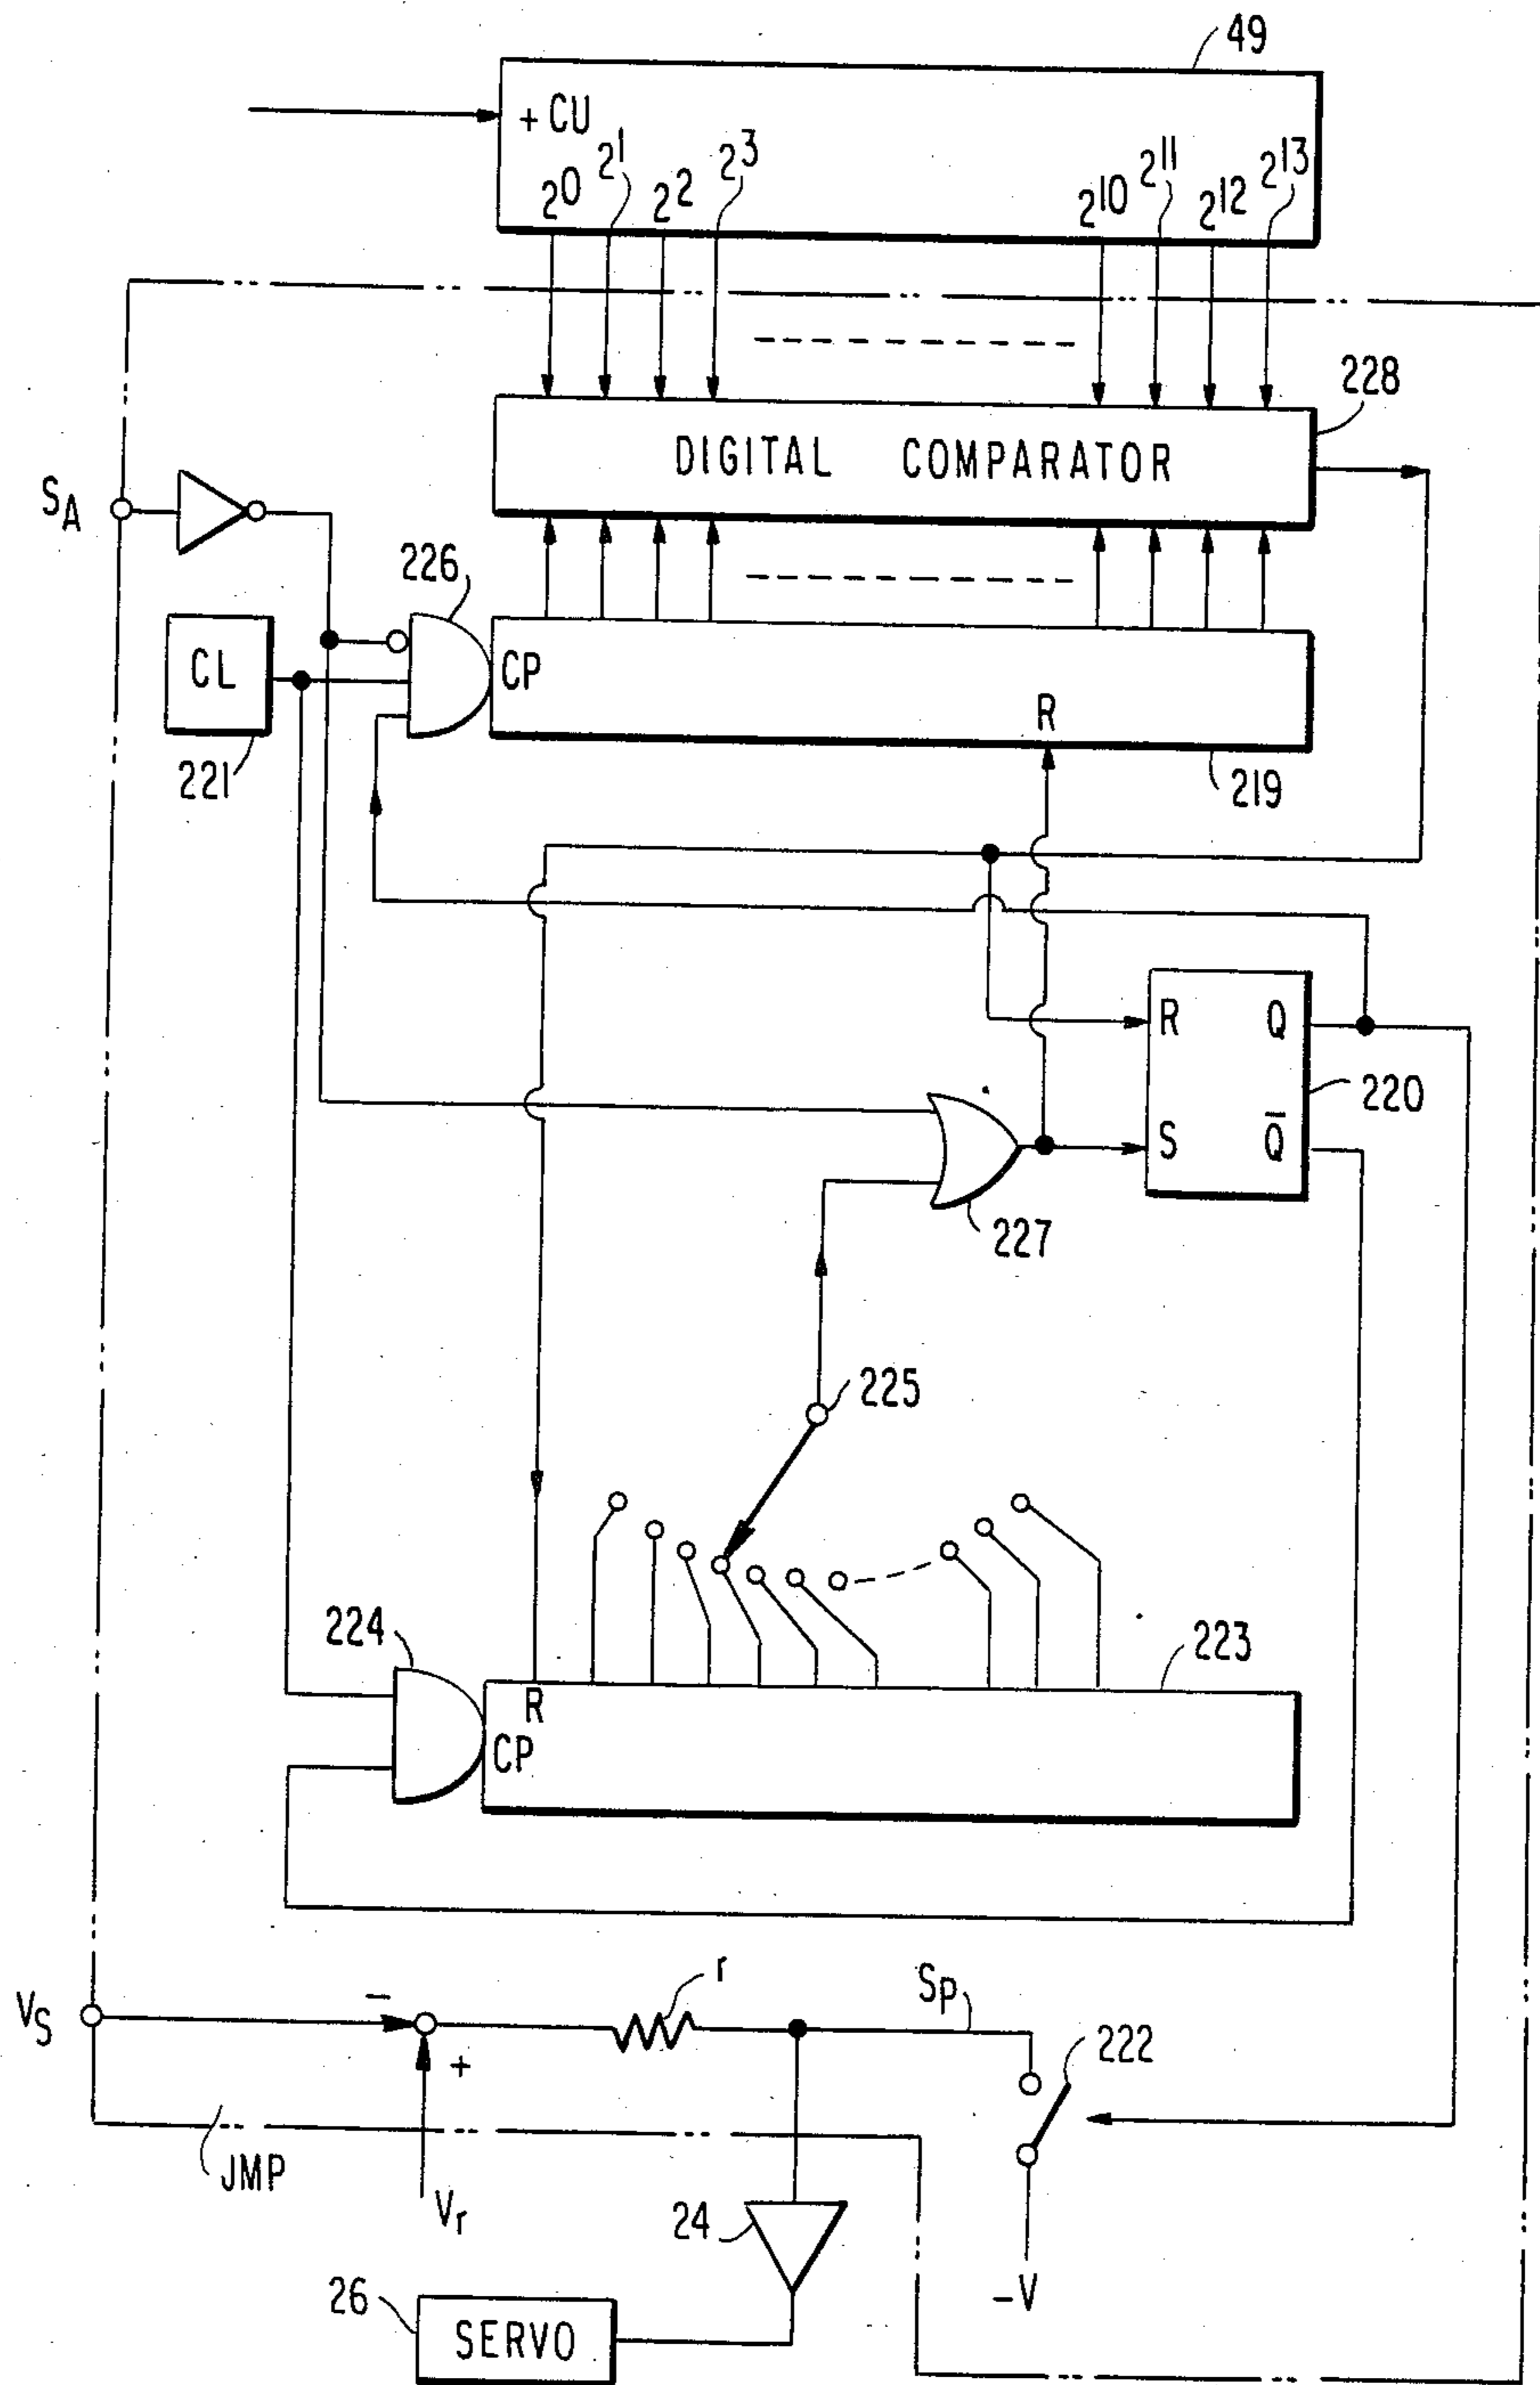 49
+ CU
2^0 2^1 2^2 2^3 2^10 2^11 2^12 2^13
228
DIGITAL COMPARATOR
S_A
226
CL
CP
R
221
219
R Q
220
S Q̄
227
225
224
223
R
CP
r
S_P
V_S
-
+
222
JMP
V_r
24
-V
26
SERVO